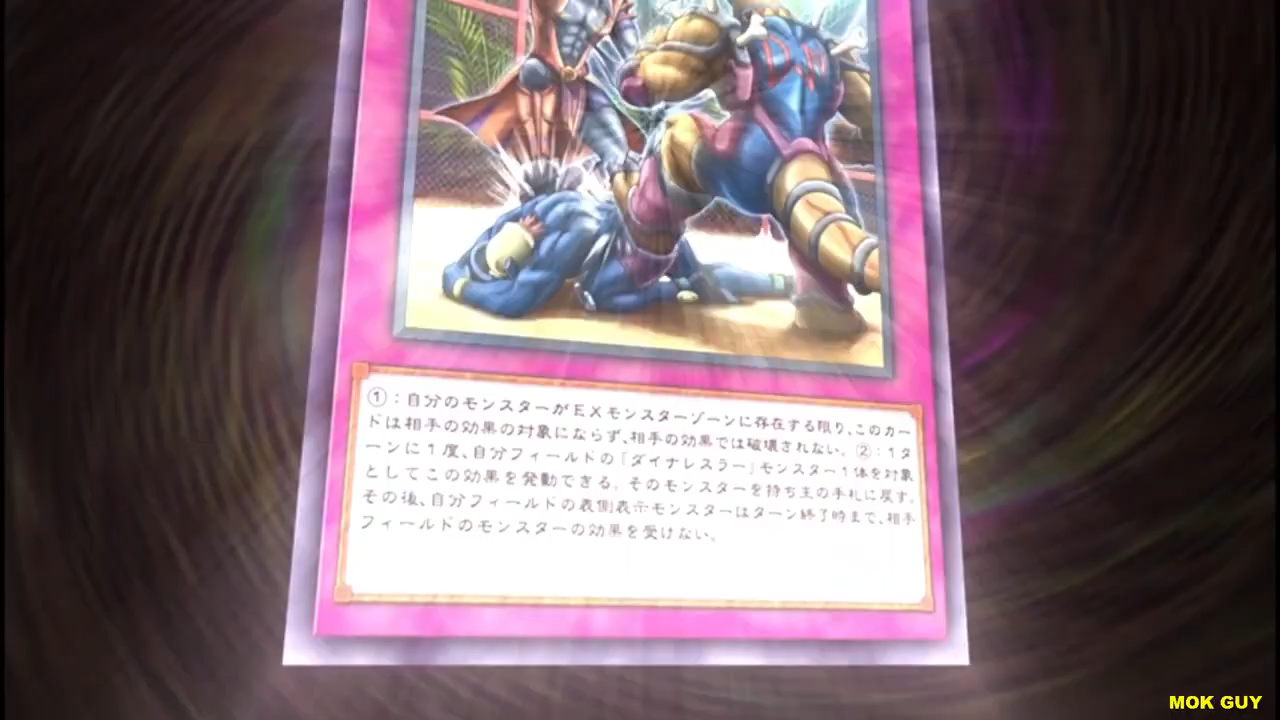 ①：自分のモンスターがEXモンスターゾーンに存在する限り、このカー
ドは相手の効果の対象にならず、相手の効果では破壊されない。②：1タ
ーンに1度、自分フィールドの「ダイナレスラー」モンスター1体を対象
としてこの効果を発動できる。そのモンスターを持ち主の手札に戻す。
その後、自分フィールドの表側表示モンスターはターン終了時まで、相手
フィールドのモンスターの効果を受けない。
MOK GUY